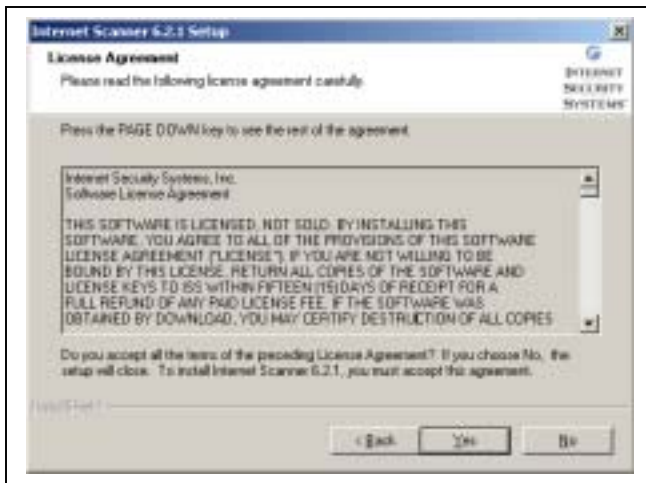 Internet Scanner 6.2.1 Setup
License Agreement
Please read the following license agreement carefully.
INTERNET
SECURITY
SYSTEMS
Press the PAGE DOWN key to see the rest of the agreement.
Internet Security Systems, Inc.
Software License Agreement
THIS SOFTWARE IS LICENSED, NOT SOLD. BY INSTALLING THIS
SOFTWARE, YOU AGREE TO ALL OF THE PROVISIONS OF THIS SOFTWARE
LICENSE AGREEMENT ("LICENSE"). IF YOU ARE NOT WILLING TO BE
BOUND BY THIS LICENSE, RETURN ALL COPIES OF THE SOFTWARE AND
LICENSE KEYS TO ISS WITHIN FIFTEEN (15) DAYS OF RECEIPT FOR A
FULL REFUND OF ANY PAID LICENSE FEE. IF THE SOFTWARE WAS
OBTAINED BY DOWNLOAD, YOU MAY CERTIFY DESTRUCTION OF ALL COPIES
Do you accept all the terms of the preceding License Agreement? If you choose No, the
setup will close. To install Internet Scanner 6.2.1, you must accept this agreement.
InstallShield
< Back
Yes
No